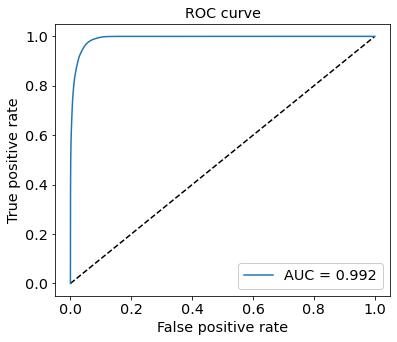 ROC curve
1.0
0.8
0.6
0.4
0.2
0.0
True positive rate
AUC = 0.992
0.0 0.2 0.4 0.6 0.8 1.0
False positive rate